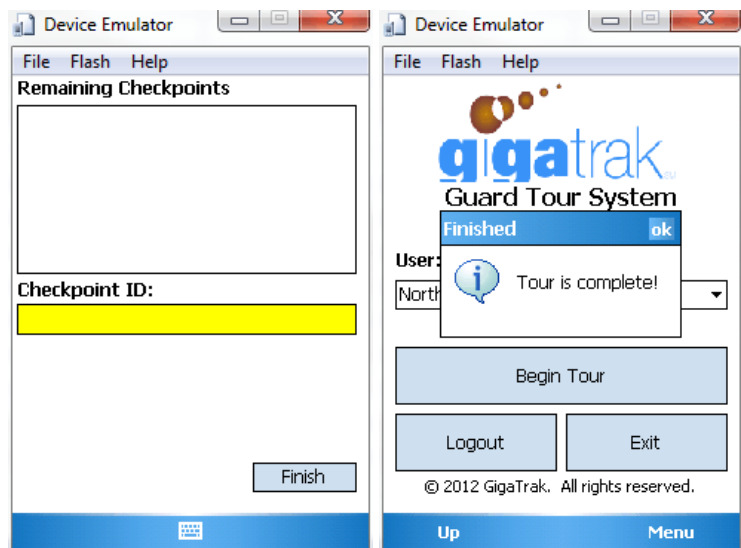 Device Emulator
File Flash Help
Remaining Checkpoints
Checkpoint ID:
Finish
Device Emulator
File Flash Help
gigatrak
Guard Tour System
Finished ok
User:
Tour is complete!
North
Begin Tour
Logout Exit
© 2012 GigaTrak. All rights reserved.
Up Menu